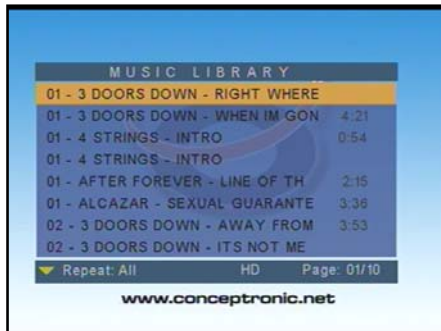 MUSIC LIBRARY
01 - 3 DOORS DOWN - RIGHT WHERE
01 - 3 DOORS DOWN - WHEN IM GON 4:21
01 - 4 STRINGS - INTRO 0:54
01 - 4 STRINGS - INTRO
01 - AFTER FOREVER - LINE OF TH 2:15
01 - ALCAZAR - SEXUAL GUARANTE 3:36
02 - 3 DOORS DOWN - AWAY FROM 3:53
02 - 3 DOORS DOWN - ITS NOT ME
Repeat: All HD Page: 01/10
www.conceptronic.net